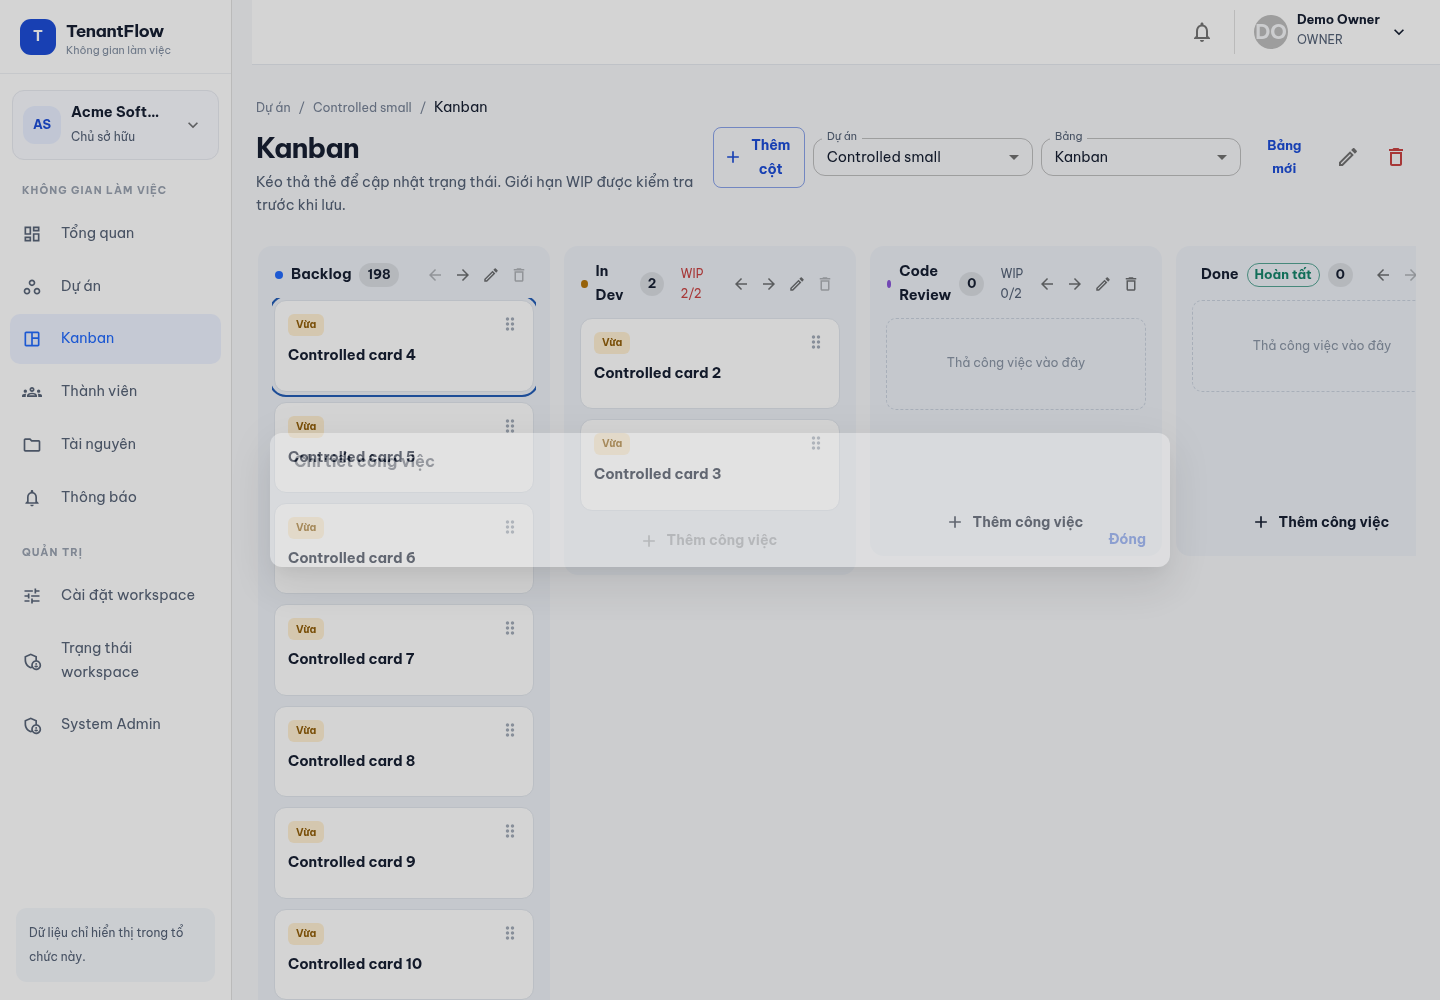 T
TenantFlow
Không gian làm việc
AS
Acme Soft...
Chủ sở hữu
KHÔNG GIAN LÀM VIỆC
Tổng quan
Dự án
Kanban
Thành viên
Tài nguyên
Thông báo
QUẢN TRỊ
Cài đặt workspace
Trạng thái
workspace
System Admin
Dữ liệu chỉ hiển thị trong tổ
chức này.
DO
Demo Owner
OWNER
Dự án / Controlled small / Kanban
Kanban
Kéo thả thẻ để cập nhật trạng thái. Giới hạn WIP được kiểm tra
trước khi lưu.
Thêm
cột
Dự án
Controlled small
Bảng
Kanban
Bảng
mới
Backlog
198
Vừa
Controlled card 4
Vừa
Controlled card 5
Vừa
Controlled card 6
Vừa
Controlled card 7
Vừa
Controlled card 8
Vừa
Controlled card 9
Vừa
Controlled card 10
In
Dev
2
WIP
2/2
Vừa
Controlled card 2
Vừa
Controlled card 3
Thêm công việc
Code
Review
0
WIP
0/2
Thả công việc vào đây
Thêm công việc
Done
Hoàn tất
0
Thả công việc vào đây
Thêm công việc
Chi tiết công việc
Đóng